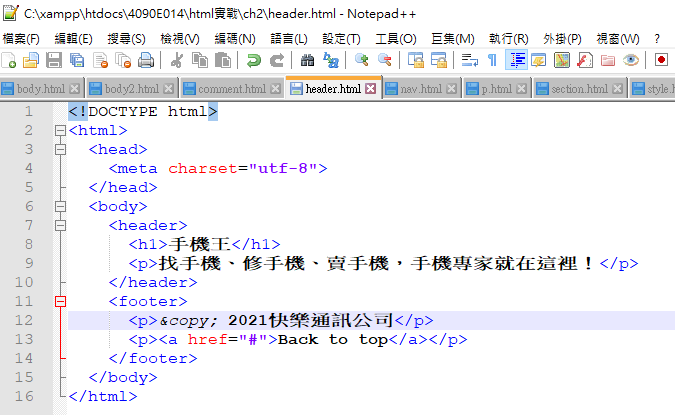 C:\xampp\htdocs\4090E014\html實戰\ch2\header.html - Notepad++
檔案(F) 編輯(E) 搜尋(S) 檢視(V) 編碼(N) 語言(L) 設定(T) 工具(O) 巨集(M) 執行(R) 外掛(P) 視窗(W) ?
body.html body2.html comment.html header.html nav.html p.html section.html style.
1 <!DOCTYPE html>
2 <html>
3 <head>
4 <meta charset="utf-8">
5 </head>
6 <body>
7 <header>
8 <h1>手機王</h1>
9 <p>找手機、修手機、賣手機，手機專家就在這裡！</p>
10 </header>
11 <footer>
12 <p>&copy; 2021快樂通訊公司</p>
13 <p><a href="#">Back to top</a></p>
14 </footer>
15 </body>
16 </html>